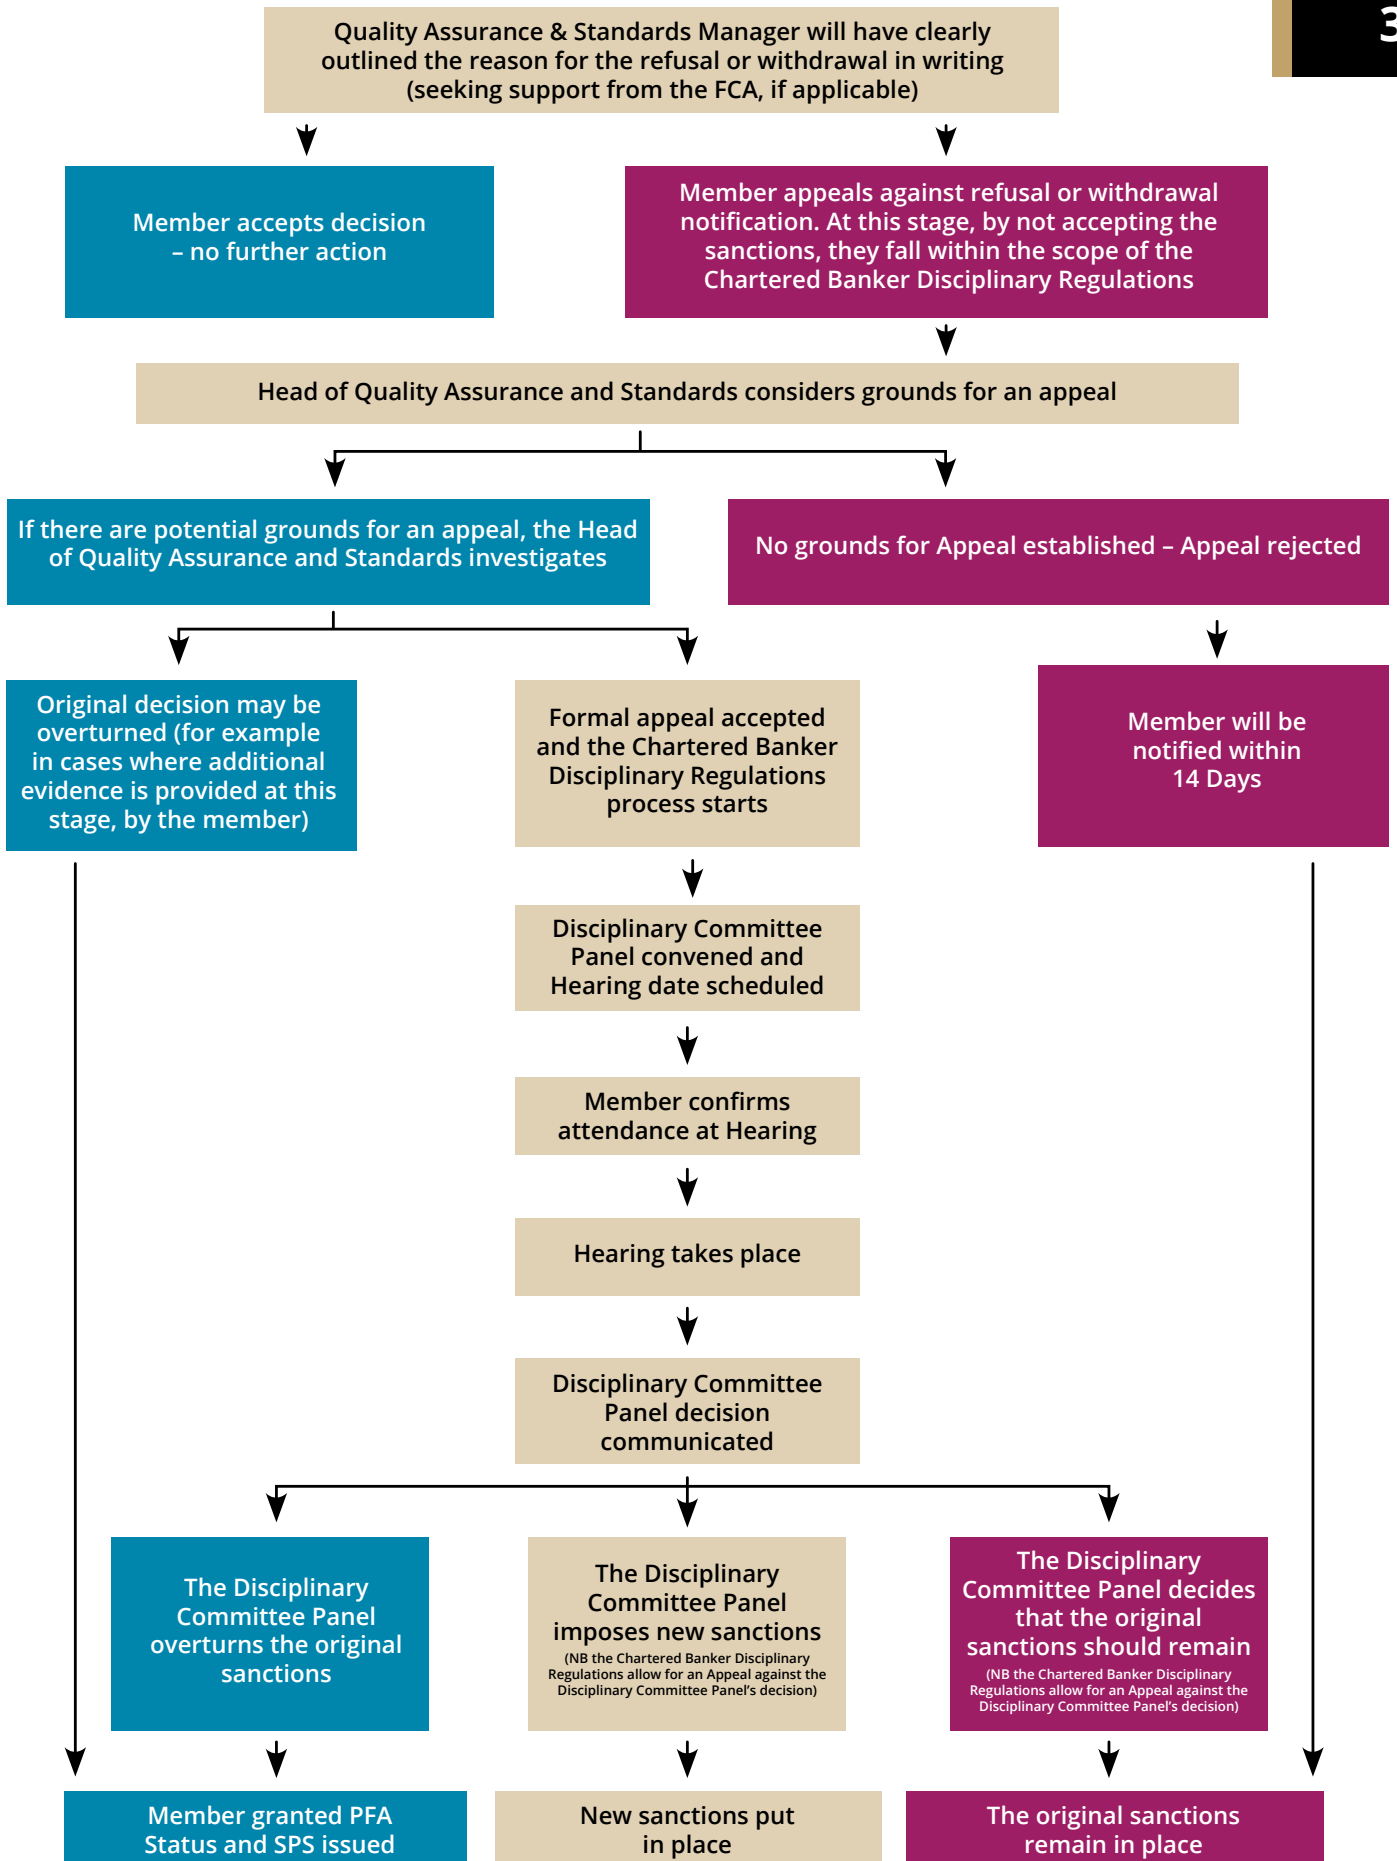 3
Quality Assurance & Standards Manager will have clearly
outlined the reason for the refusal or withdrawal in writing
(seeking support from the FCA, if applicable)
Member accepts decision
– no further action
Member appeals against refusal or withdrawal
notification. At this stage, by not accepting the
sanctions, they fall within the scope of the
Chartered Banker Disciplinary Regulations
Head of Quality Assurance and Standards considers grounds for an appeal
If there are potential grounds for an appeal, the Head
of Quality Assurance and Standards investigates
No grounds for Appeal established – Appeal rejected
Original decision may be
overturned (for example
in cases where additional
evidence is provided at this
stage, by the member)
Formal appeal accepted
and the Chartered Banker
Disciplinary Regulations
process starts
Member will be
notified within
14 Days
Disciplinary Committee
Panel convened and
Hearing date scheduled
Member confirms
attendance at Hearing
Hearing takes place
Disciplinary Committee
Panel decision
communicated
The Disciplinary
Committee Panel
overturns the original
sanctions
The Disciplinary
Committee Panel
imposes new sanctions
(NB the Chartered Banker Disciplinary
Regulations allow for an Appeal against the
Disciplinary Committee Panel's decision)
The Disciplinary
Committee Panel decides
that the original
sanctions should remain
(NB the Chartered Banker Disciplinary
Regulations allow for an Appeal against the
Disciplinary Committee Panel's decision)
Member granted PFA
Status and SPS issued
New sanctions put
in place
The original sanctions
remain in place